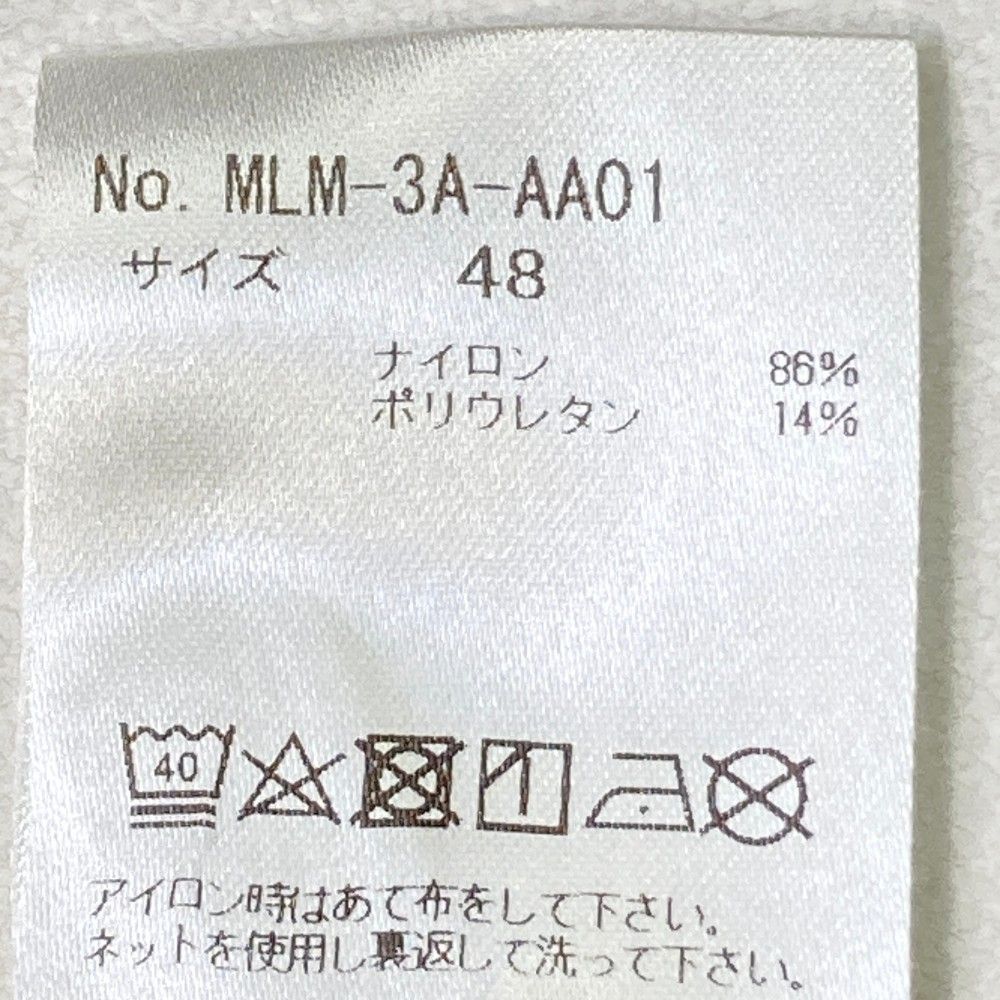 No. MLM-3A-AA01
サイズ 48
ナイロン 86%
ポリウレタン 14%
40
アイロン時はあて布をして下さい。
ネットを使用し裏返して洗って下さい。